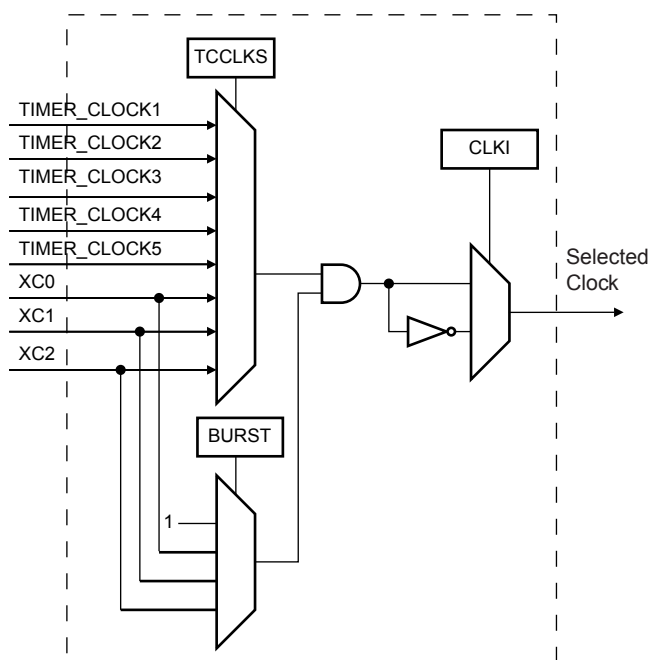 TCCLKS
TIMER_CLOCK1
TIMER_CLOCK2
TIMER_CLOCK3
TIMER_CLOCK4
TIMER_CLOCK5
XC0
XC1
XC2
CLKI
Selected
Clock
BURST
1